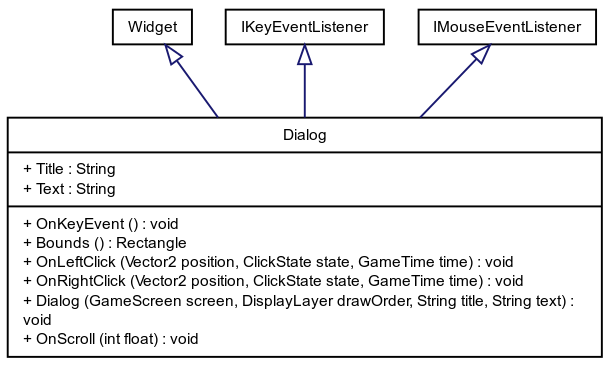 Widget
IKeyEventListener
IMouseEventListener
Dialog
+ Title : String
+ Text : String
+ OnKeyEvent () : void
+ Bounds () : Rectangle
+ OnLeftClick (Vector2 position, ClickState state, GameTime time) : void
+ OnRightClick (Vector2 position, ClickState state, GameTime time) : void
+ Dialog (GameScreen screen, DisplayLayer drawOrder, String title, String text) :
void
+ OnScroll (int float) : void